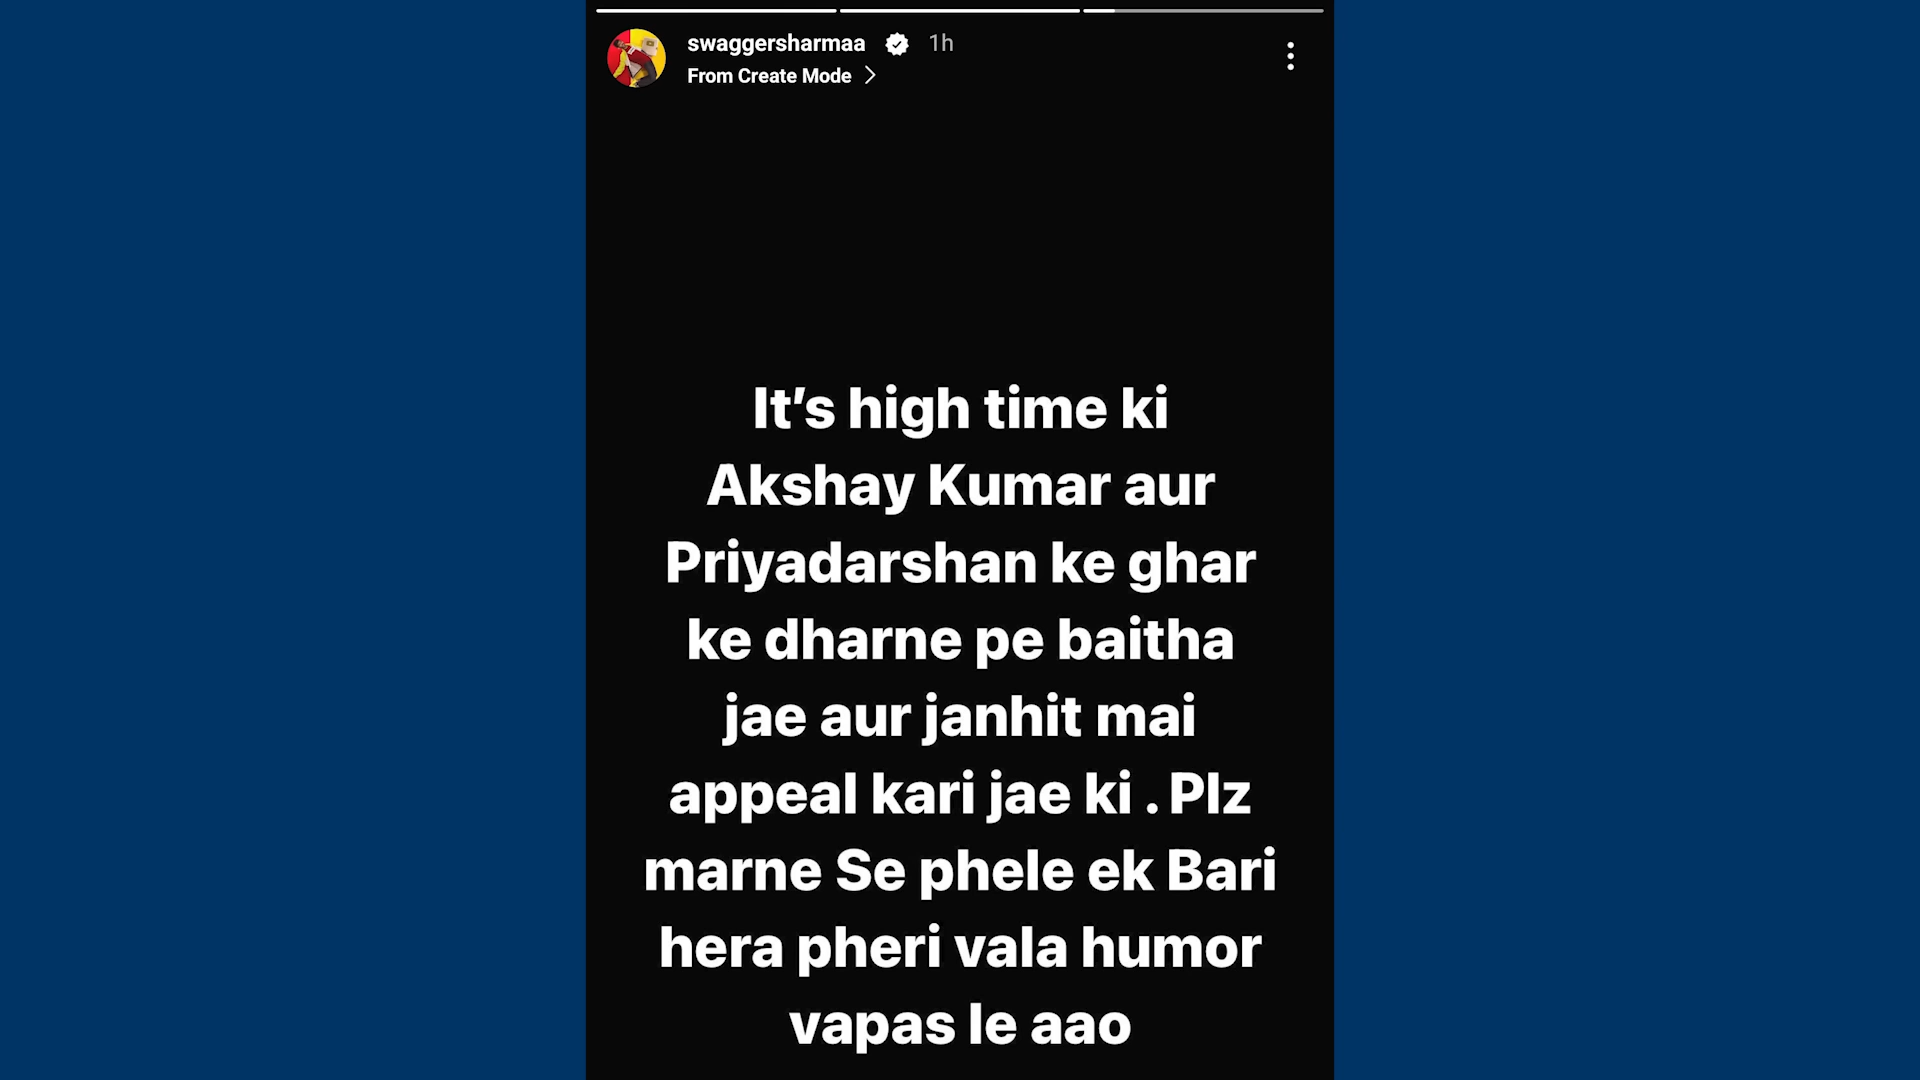 swaggersharmaa 1h
From Create Mode
It’s high time ki
Akshay Kumar aur
Priyadarshan ke ghar
ke dharne pe baitha
jae aur janhit mai
appeal kari jae ki . Plz
marne Se phele ek Bari
hera pheri vala humor
vapas le aao